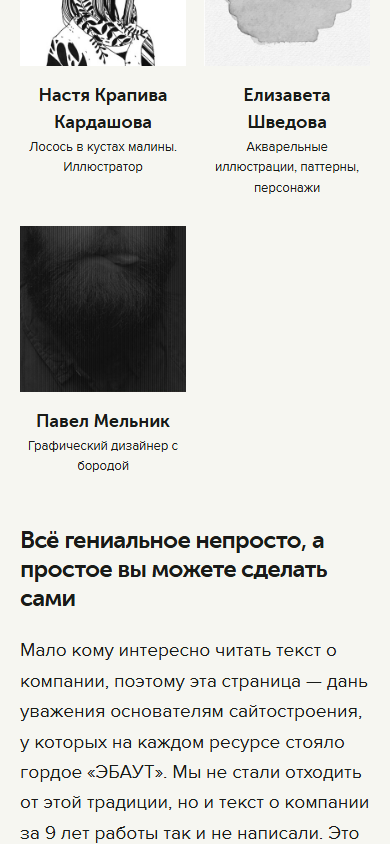 Настя Крапива
Кардашова
Лосось в кустах малины.
Иллюстратор
Елизавета
Шведова
Акварельные
иллюстрации, паттерны,
персонажи
Павел Мельник
Графический дизайнер с
бородой
Всё гениальное непросто, а
простое вы можете сделать
сами
Мало кому интересно читать текст о
компании, поэтому эта страница — дань
уважения основателям сайтостроения,
у которых на каждом ресурсе стояло
гордое «ЭБАУТ». Мы не стали отходить
от этой традиции, но и текст о компании
за 9 лет работы так и не написали. Это